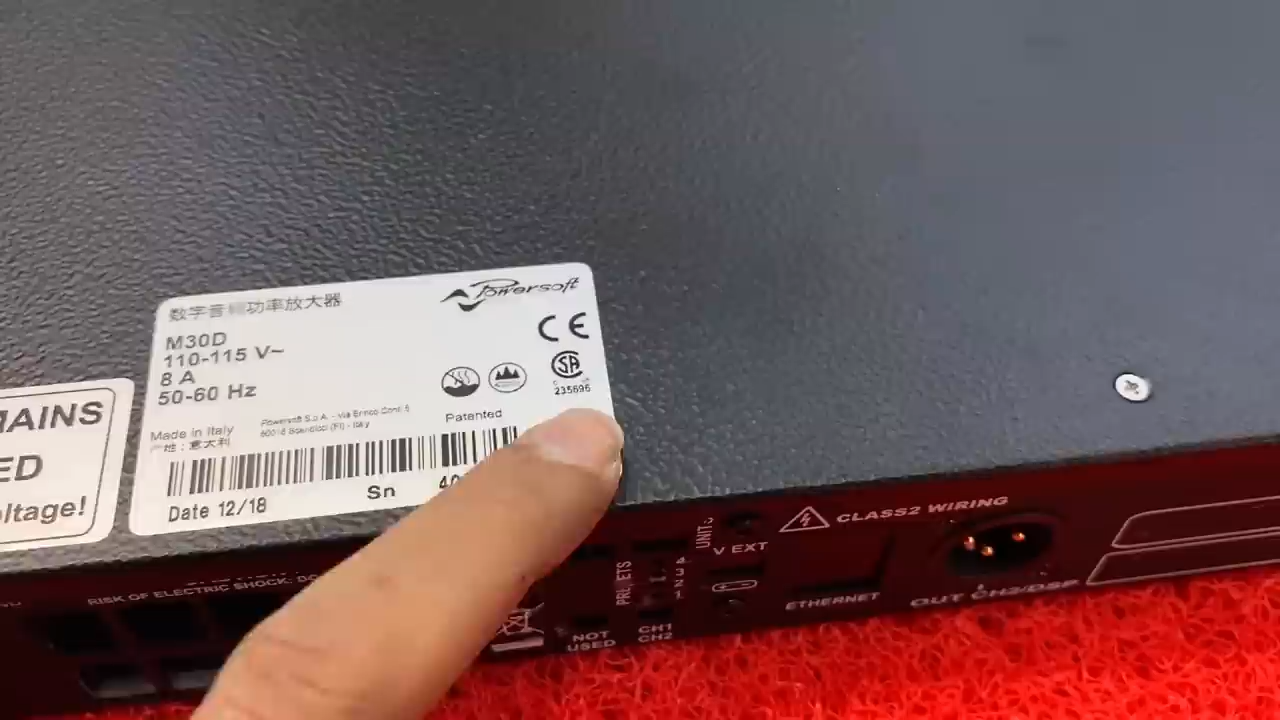 数字音频功率放大器
Powersoft
M30D
110-115 V~
8 A
50-60 Hz
CE
SA
235696
Patented
Made in Italy
产地：意大利
Powersoft S.p.A. - Via Enrico Conti 5
50018 Scandicci (FI) - Italy
Sn 40
Date 12/18
MAINS
ED
oltage!
RISK OF ELECTRIC SHOCK: DO
NOT
USED
4
3
2
1
CH1
CH2
V EXT
CLASS2 WIRING
ETHERNET
OUT CH2/DSP